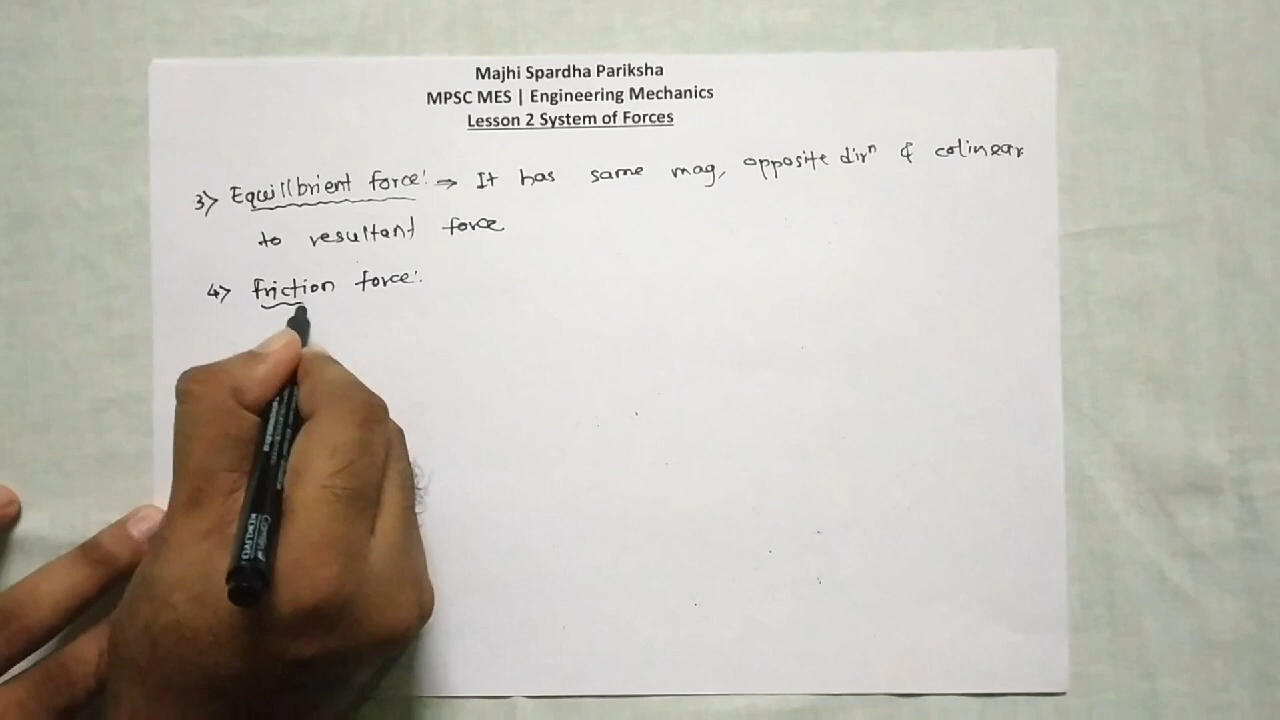 Majhi Spardha Pariksha
MPSC MES | Engineering Mechanics
Lesson 2 System of Forces
3> Equillbrient force:→ It has same mag, opposite dirⁿ & colinear
to resultant force
4> friction force: